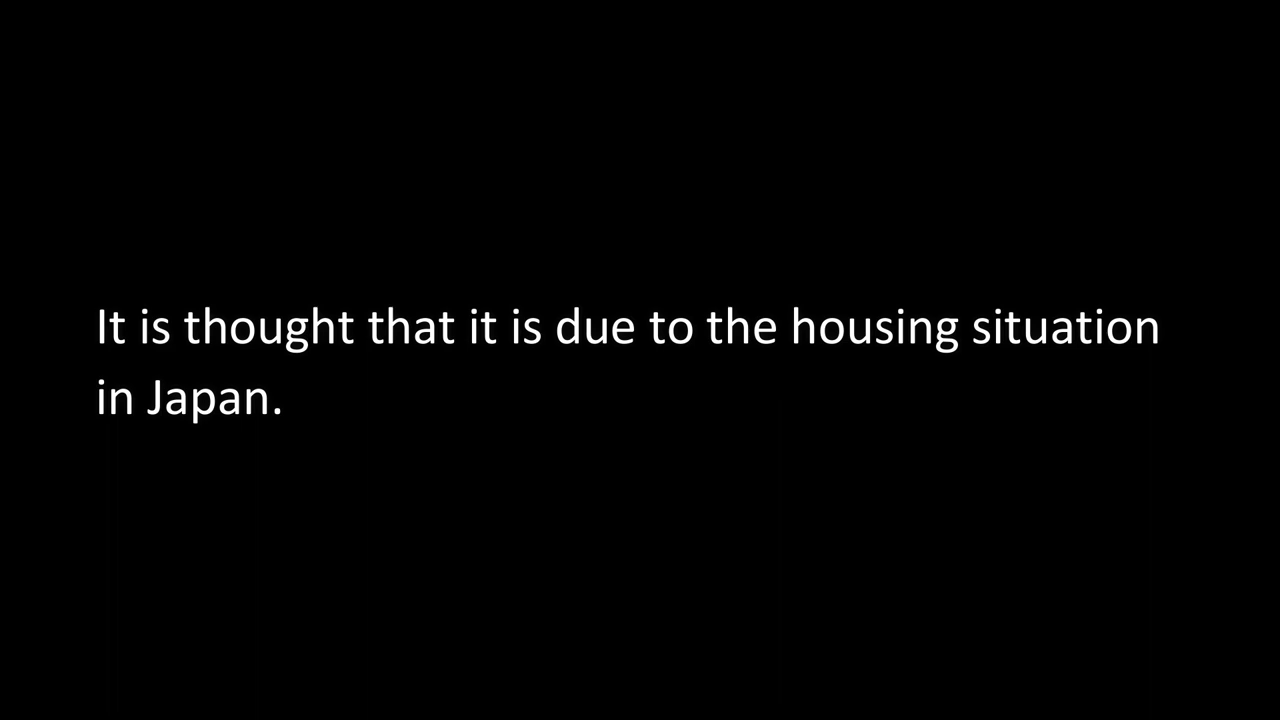 It is thought that it is due to the housing situation
in Japan.